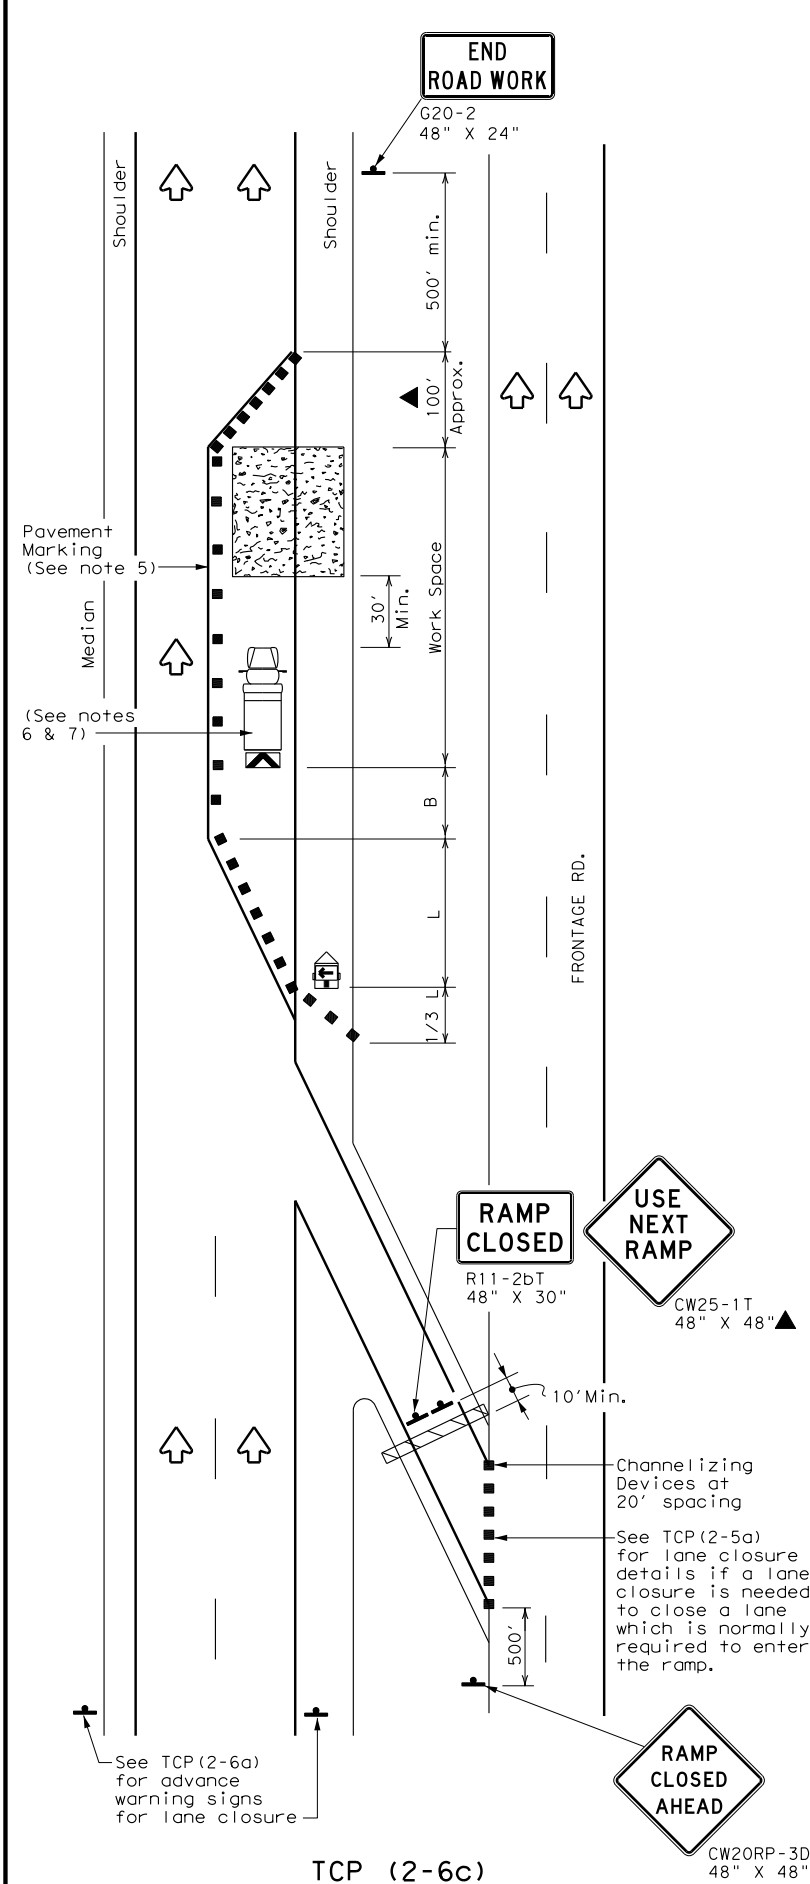 END
ROAD WORK
G20-2
48" X 24"
Shoulder
Shoulder
500' min.
100'
Approx.
Pavement
Marking
(See note 5)
Work Space
30'
Min.
Median
(See notes
6 & 7)
B
L
FRONTAGE RD.
1/3 L
RAMP
CLOSED
R11-2bT
48" X 30"
USE
NEXT
RAMP
CW25-1T
48" X 48"
10'Min.
Channelizing
Devices at
20' spacing
See TCP(2-5a)
for lane closure
details if a lane
closure is needed
to close a lane
which is normally
required to enter
the ramp.
500'
See TCP(2-6a)
for advance
warning signs
for lane closure
RAMP
CLOSED
AHEAD
CW20RP-3D
48" X 48"
TCP (2-6c)